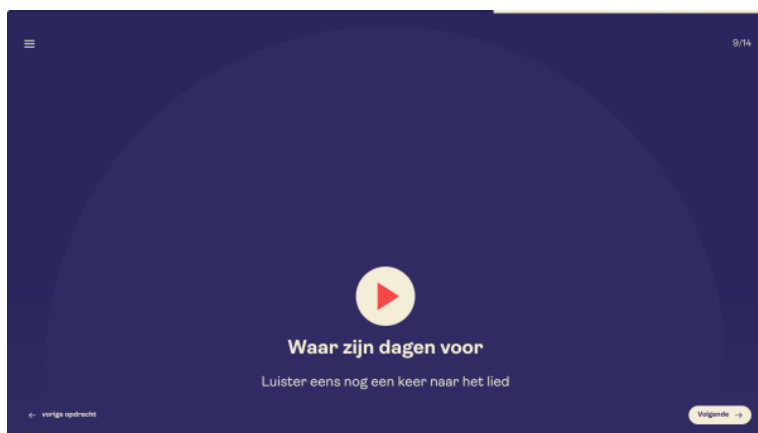 9/14
Waar zijn dagen voor
Luister eens nog een keer naar het lied
← vorige opdracht
Volgende →